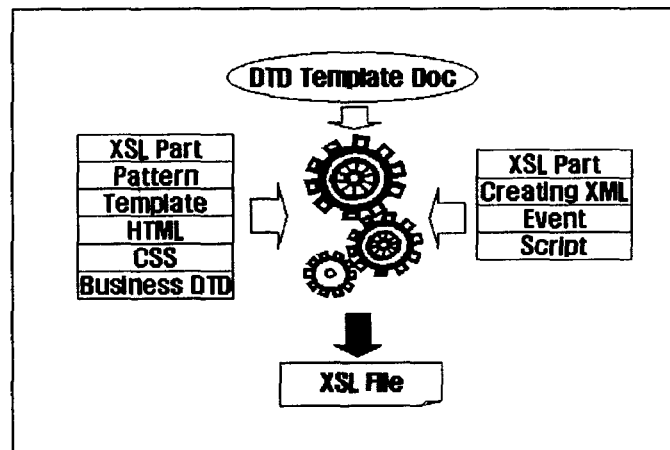 DTD Template Doc
XSL Part
Pattern
Template
HTML
CSS
Business DTD
XSL Part
Creating XML
Event
Script
XSL File